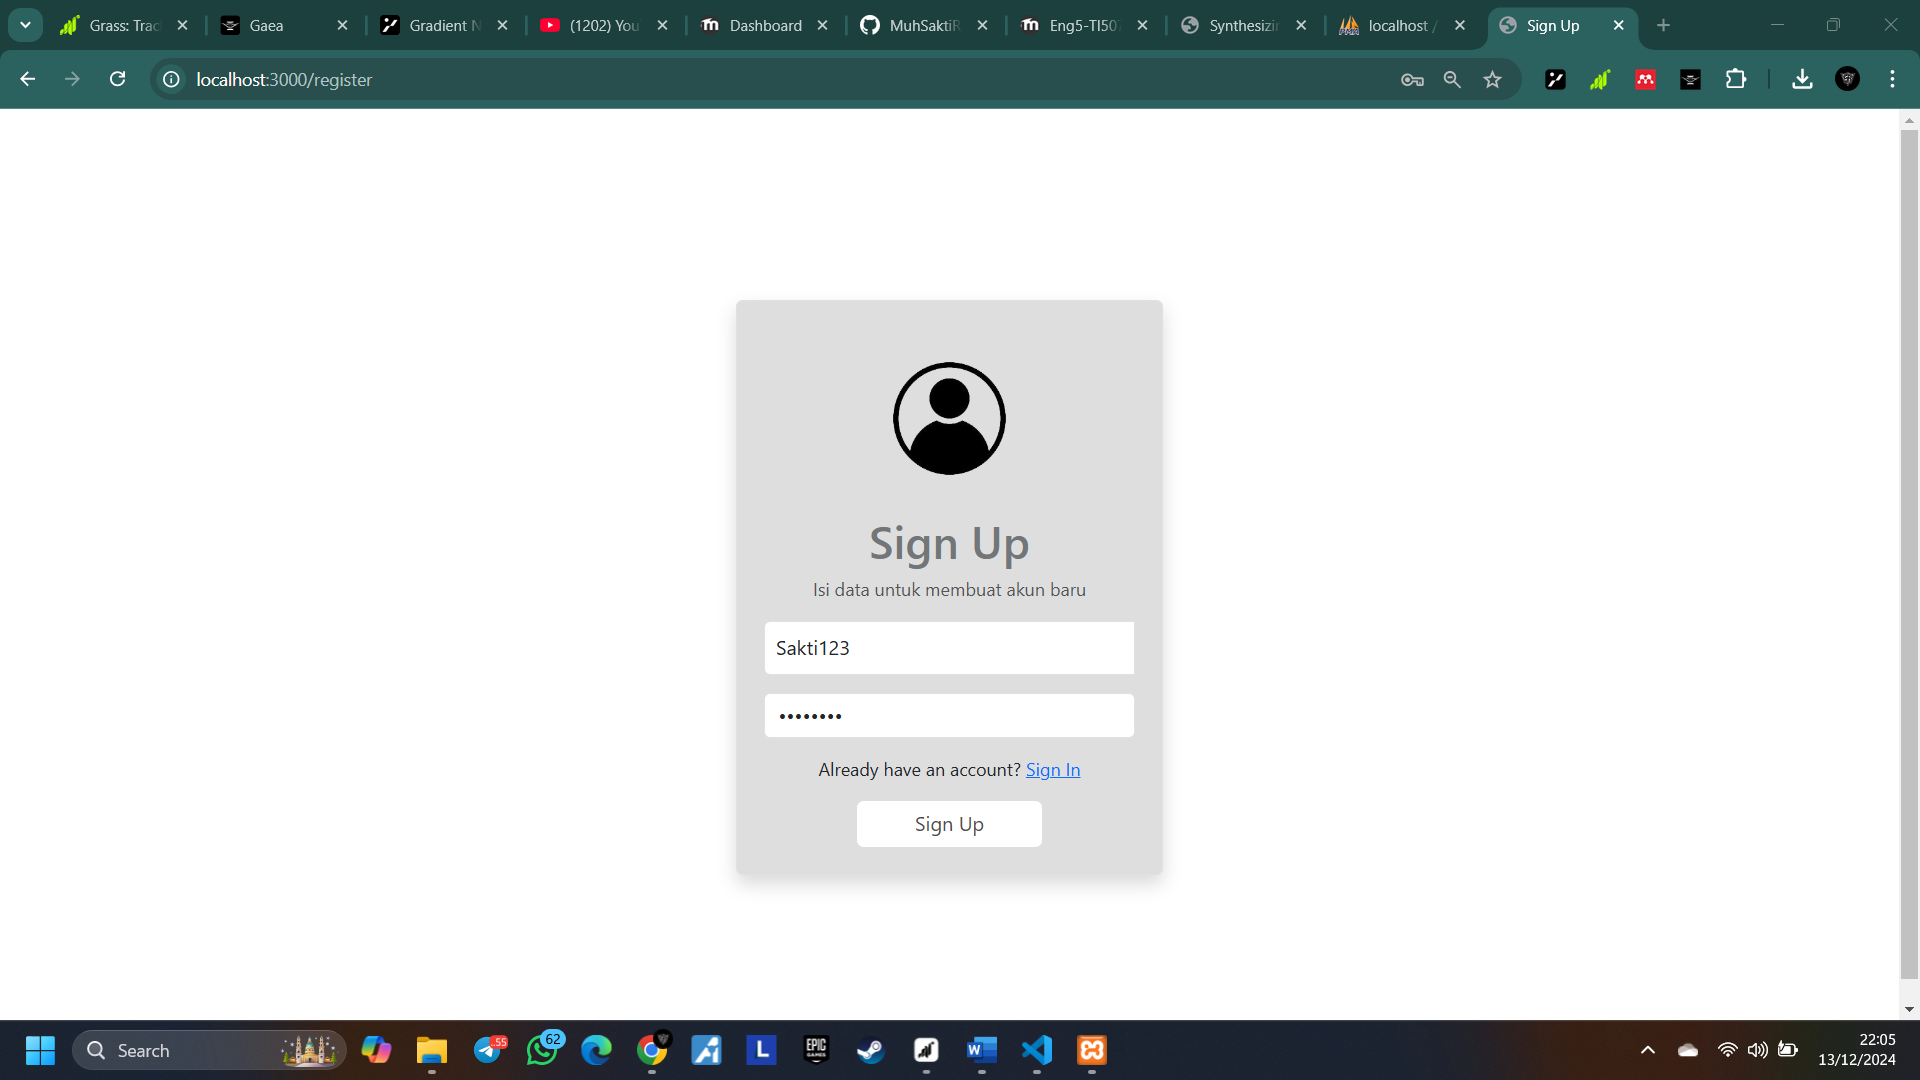 Grass: Trac
Gaea
Gradient N
(1202) You
Dashboard
MuhSaktiR
Eng5-TI507
Synthesizin
localhost /
Sign Up
localhost:3000/register
Sign Up
Isi data untuk membuat akun baru
Sakti123
••••••••
Already have an account? Sign In
Sign Up
Search
..55
62
L
EPIC
GAMES
W
22:05
13/12/2024